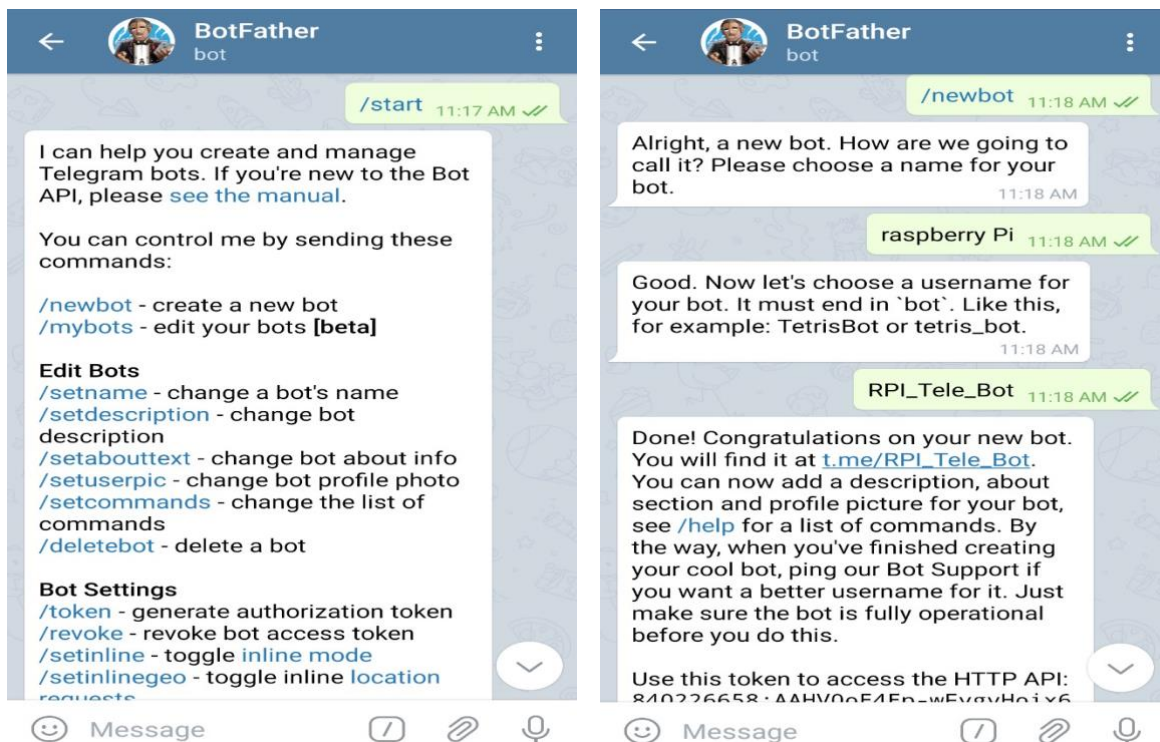 BotFather
bot
/start 11:17 AM
I can help you create and manage
Telegram bots. If you're new to the Bot
API, please see the manual.
You can control me by sending these
commands:
/newbot - create a new bot
/mybots - edit your bots [beta]
Edit Bots
/setname - change a bot's name
/setdescription - change bot
description
/setabouttext - change bot about info
/setuserpic - change bot profile photo
/setcommands - change the list of
commands
/deletebot - delete a bot
Bot Settings
/token - generate authorization token
/revoke - revoke bot access token
/setinline - toggle inline mode
/setinlinegeo - toggle inline location
requests
Message
BotFather
bot
/newbot 11:18 AM
Alright, a new bot. How are we going to
call it? Please choose a name for your
bot.
11:18 AM
raspberry Pi 11:18 AM
Good. Now let's choose a username for
your bot. It must end in `bot`. Like this,
for example: TetrisBot or tetris_bot.
11:18 AM
RPI_Tele_Bot 11:18 AM
Done! Congratulations on your new bot.
You will find it at t.me/RPI_Tele_Bot.
You can now add a description, about
section and profile picture for your bot,
see /help for a list of commands. By
the way, when you've finished creating
your cool bot, ping our Bot Support if
you want a better username for it. Just
make sure the bot is fully operational
before you do this.
Use this token to access the HTTP API:
Message